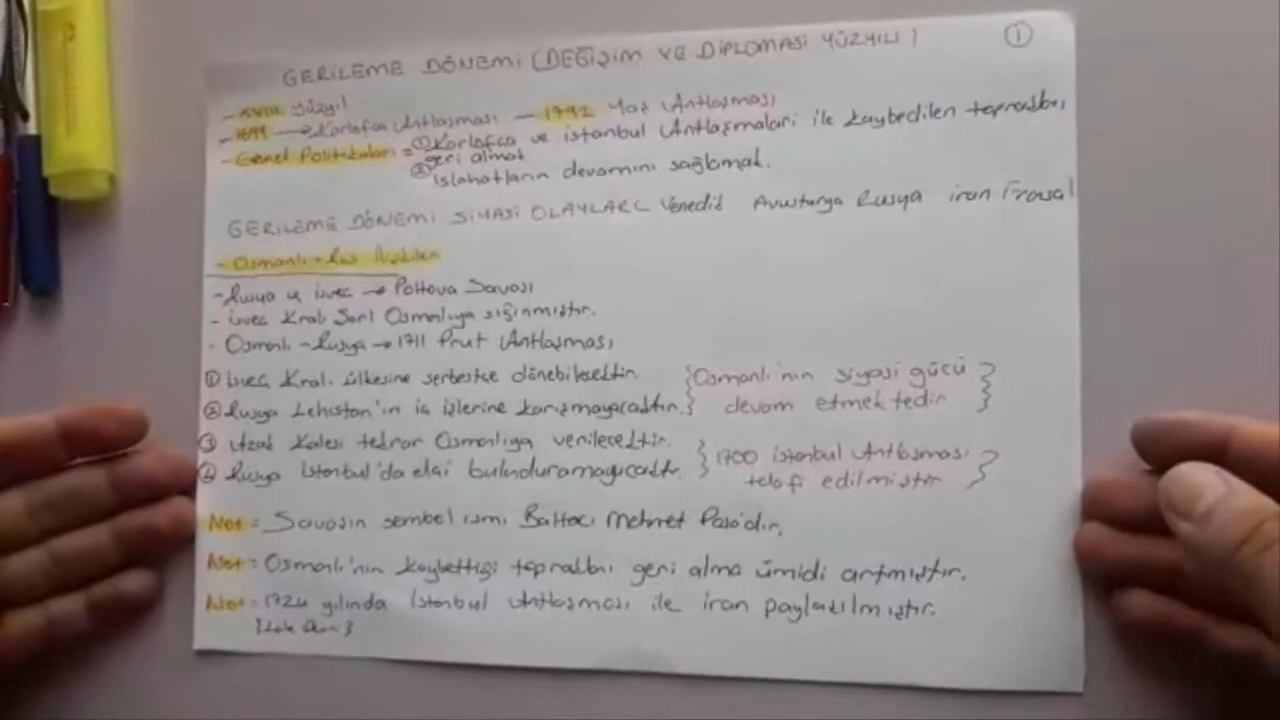 ①
GERİLEME DÖNEMİ (DEĞİŞİM VE DİPLOMASİ YÜZYILI)
- XVIII. yüzyıl
- 1699 → Karlofça Antlaşması — 1792 Yaş Antlaşması
- Genel Politikaları = ① Karlofça ve İstanbul Antlaşmaları ile kaybedilen toprakları
geri almak
② Islahatların devamını sağlamak.
GERİLEME DÖNEMİ SİYASİ OLAYLARI Venedik Avusturya Rusya İran Fransa
- Osmanlı - Rus İlişkileri
- Rusya ve İsveç → Poltova Savaşı
- İsveç Kralı Şarl Osmanlıya sığınmıştır.
- Osmanlı - Rusya → 1711 Prut Antlaşması
① İsveç Kralı ülkesine serbestçe dönebilecektir.
② Rusya Lehistan'ın iç işlerine karışmayacaktır. } {Osmanlı'nın siyasi gücü
devam etmektedir }
③ Azak Kalesi tekrar Osmanlıya verilecektir.
④ Rusya İstanbul'da elçi bulunduramayacaktır. } 1700 İstanbul Antlaşması
telafi edilmiştir }
Not = Savaşın sembol ismi Baltacı Mehmet Paşa'dır.
Not = Osmanlı'nın kaybettiği toprakları geri alma ümidi artmıştır.
Not = 1724 yılında İstanbul Antlaşması ile İran paylaşılmıştır.